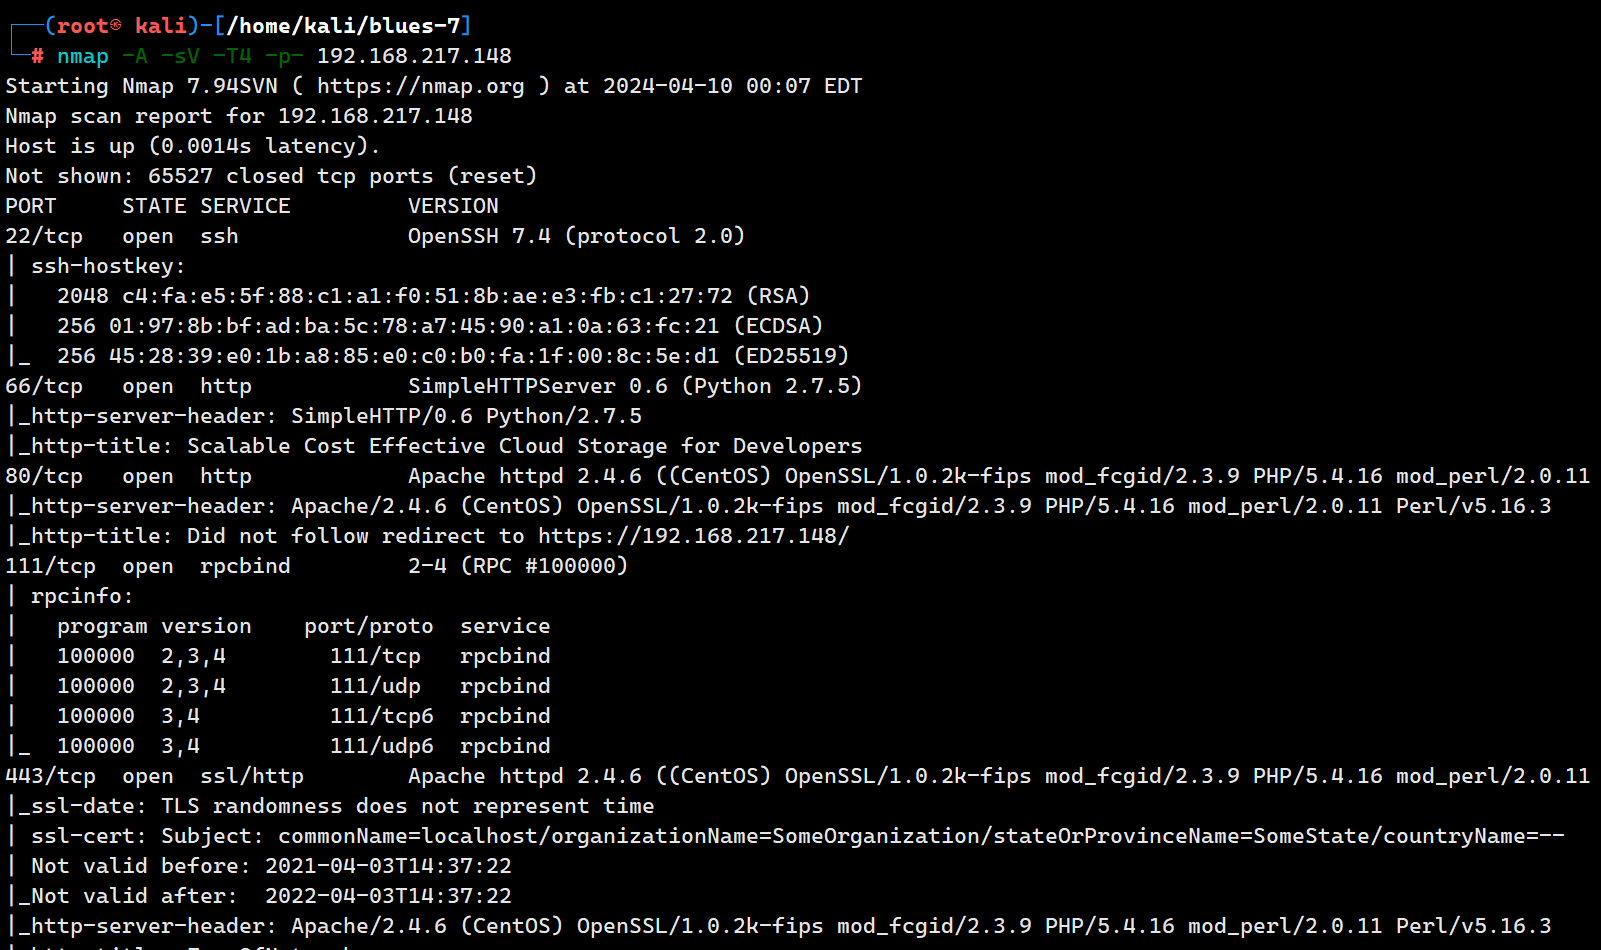 ┌──(root㉿ kali)-[/home/kali/blues-7]
└─# nmap -A -sV -T4 -p- 192.168.217.148
Starting Nmap 7.94SVN ( https://nmap.org ) at 2024-04-10 00:07 EDT
Nmap scan report for 192.168.217.148
Host is up (0.0014s latency).
Not shown: 65527 closed tcp ports (reset)
PORT     STATE SERVICE         VERSION
22/tcp   open  ssh             OpenSSH 7.4 (protocol 2.0)
| ssh-hostkey:
|   2048 c4:fa:e5:5f:88:c1:a1:f0:51:8b:ae:e3:fb:c1:27:72 (RSA)
|   256 01:97:8b:bf:ad:ba:5c:78:a7:45:90:a1:0a:63:fc:21 (ECDSA)
|_  256 45:28:39:e0:1b:a8:85:e0:c0:b0:fa:1f:00:8c:5e:d1 (ED25519)
66/tcp   open  http            SimpleHTTPServer 0.6 (Python 2.7.5)
|_http-server-header: SimpleHTTP/0.6 Python/2.7.5
|_http-title: Scalable Cost Effective Cloud Storage for Developers
80/tcp   open  http            Apache httpd 2.4.6 ((CentOS) OpenSSL/1.0.2k-fips mod_fcgid/2.3.9 PHP/5.4.16 mod_perl/2.0.11
|_http-server-header: Apache/2.4.6 (CentOS) OpenSSL/1.0.2k-fips mod_fcgid/2.3.9 PHP/5.4.16 mod_perl/2.0.11 Perl/v5.16.3
|_http-title: Did not follow redirect to https://192.168.217.148/
111/tcp  open  rpcbind         2-4 (RPC #100000)
| rpcinfo:
|   program version    port/proto  service
|   100000  2,3,4        111/tcp   rpcbind
|   100000  2,3,4        111/udp   rpcbind
|   100000  3,4          111/tcp6  rpcbind
|_  100000  3,4          111/udp6  rpcbind
443/tcp  open  ssl/http        Apache httpd 2.4.6 ((CentOS) OpenSSL/1.0.2k-fips mod_fcgid/2.3.9 PHP/5.4.16 mod_perl/2.0.11
|_ssl-date: TLS randomness does not represent time
| ssl-cert: Subject: commonName=localhost/organizationName=SomeOrganization/stateOrProvinceName=SomeState/countryName=--
| Not valid before: 2021-04-03T14:37:22
|_Not valid after:  2022-04-03T14:37:22
|_http-server-header: Apache/2.4.6 (CentOS) OpenSSL/1.0.2k-fips mod_fcgid/2.3.9 PHP/5.4.16 mod_perl/2.0.11 Perl/v5.16.3